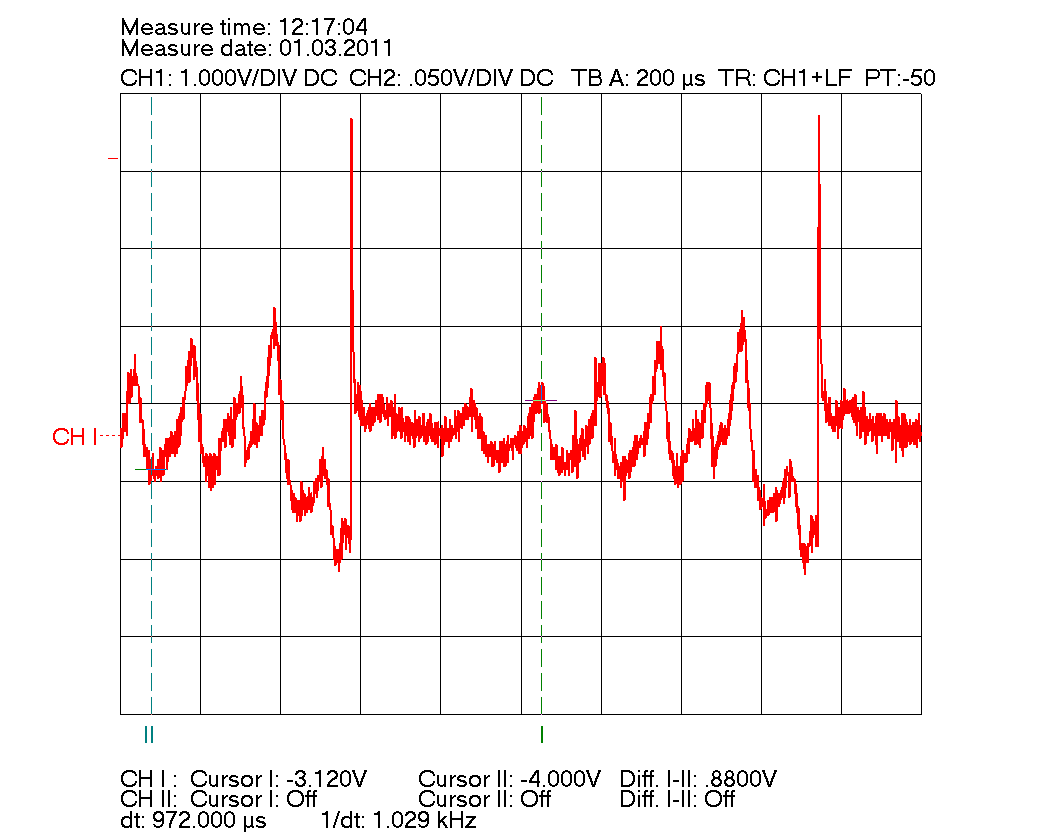 Measure time: 12:17:04
Measure date: 01.03.2011
CH1: 1.000V/DIV DC CH2: .050V/DIV DC TB A: 200 µs TR: CH1+LF PT:-50
CH I
II
I
CH I : Cursor I: -3.120V Cursor II: -4.000V Diff. I-II: .8800V
CH II: Cursor I: Off Cursor II: Off Diff. I-II: Off
dt: 972.000 µs 1/dt: 1.029 kHz